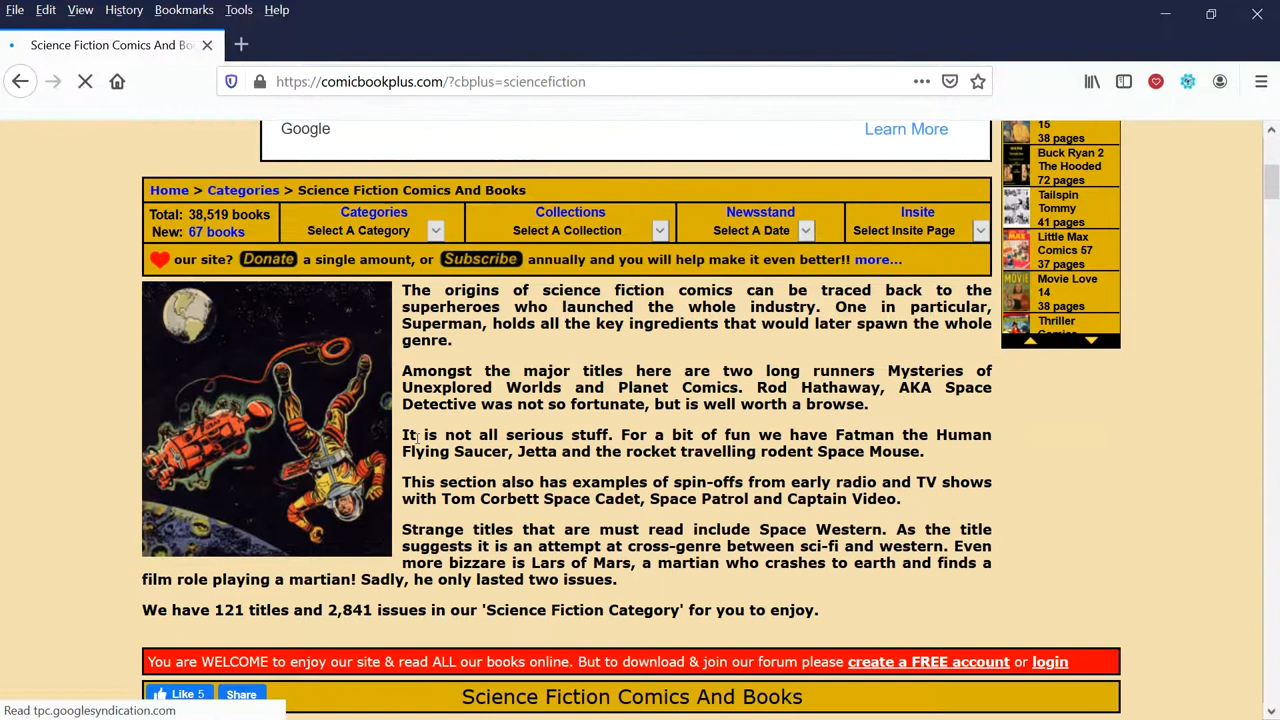 File Edit View History Bookmarks Tools Help
Science Fiction Comics And Bo
https://comicbookplus.com/?cbplus=sciencefiction
Google
Learn More
15
38 pages
Buck Ryan 2
The Hooded
72 pages
Tailspin
Tommy
41 pages
Little Max
Comics 57
37 pages
Movie Love
14
38 pages
Thriller
Comics
Home > Categories > Science Fiction Comics And Books
Total: 38,519 books
New: 67 books
Categories
Select A Category
Collections
Select A Collection
Newsstand
Select A Date
Insite
Select Insite Page
our site? Donate a single amount, or Subscribe annually and you will help make it even better!! more...
The origins of science fiction comics can be traced back to the
superheroes who launched the whole industry. One in particular,
Superman, holds all the key ingredients that would later spawn the whole
genre.
Amongst the major titles here are two long runners Mysteries of
Unexplored Worlds and Planet Comics. Rod Hathaway, AKA Space
Detective was not so fortunate, but is well worth a browse.
It is not all serious stuff. For a bit of fun we have Fatman the Human
Flying Saucer, Jetta and the rocket travelling rodent Space Mouse.
This section also has examples of spin-offs from early radio and TV shows
with Tom Corbett Space Cadet, Space Patrol and Captain Video.
Strange titles that are must read include Space Western. As the title
suggests it is an attempt at cross-genre between sci-fi and western. Even
more bizzare is Lars of Mars, a martian who crashes to earth and finds a
film role playing a martian! Sadly, he only lasted two issues.
We have 121 titles and 2,841 issues in our 'Science Fiction Category' for you to enjoy.
You are WELCOME to enjoy our site & read ALL our books online. But to download & join our forum please create a FREE account or login
Like 5 Share
Science Fiction Comics And Books
Read tpc.googlesyndication.com